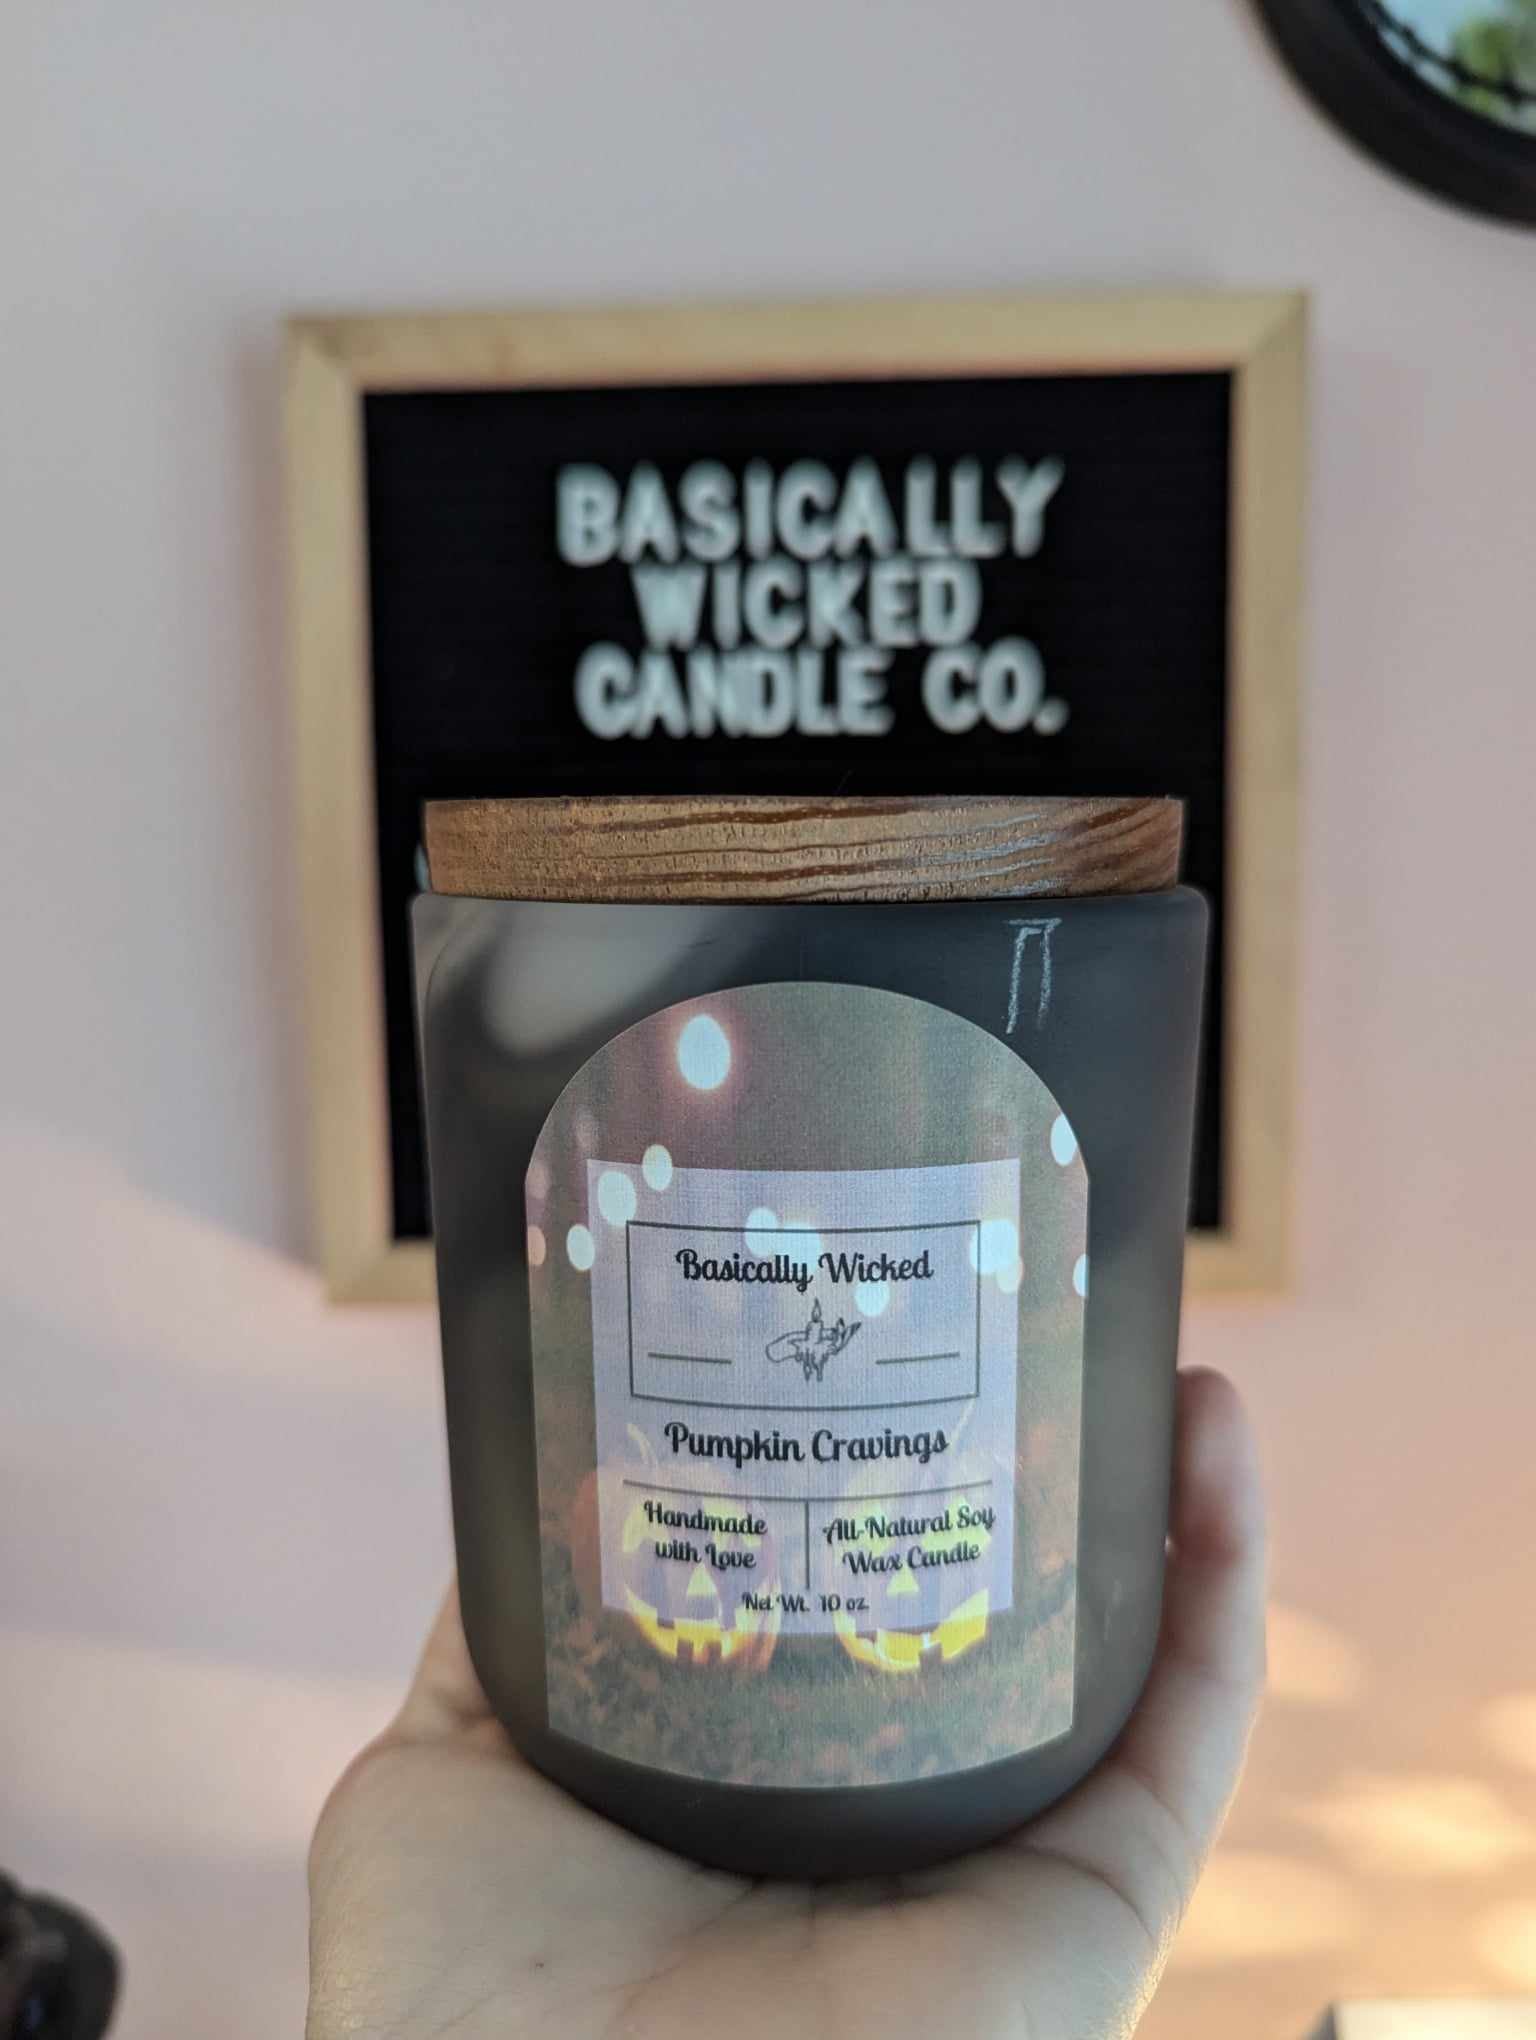 BASICALLY
WICKED
CANDLE CO.
Basically Wicked
Pumpkin Cravings
Handmade
with Love
All-Natural Soy
Wax Candle
Net Wt. 10 oz.